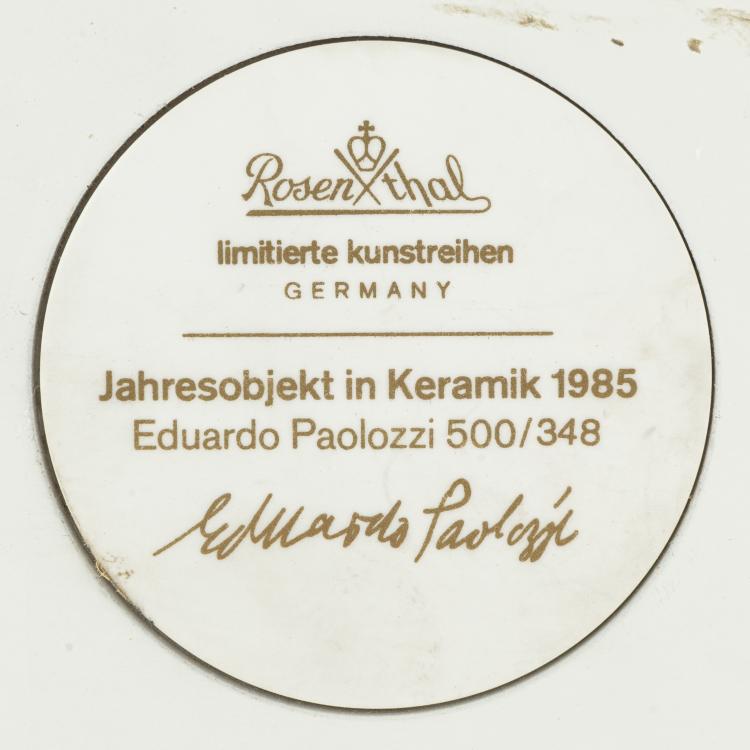 Rosenthal
limitierte kunstreihen
GERMANY
Jahresobjekt in Keramik 1985
Eduardo Paolozzi 500/348
Eduardo Paolozzi